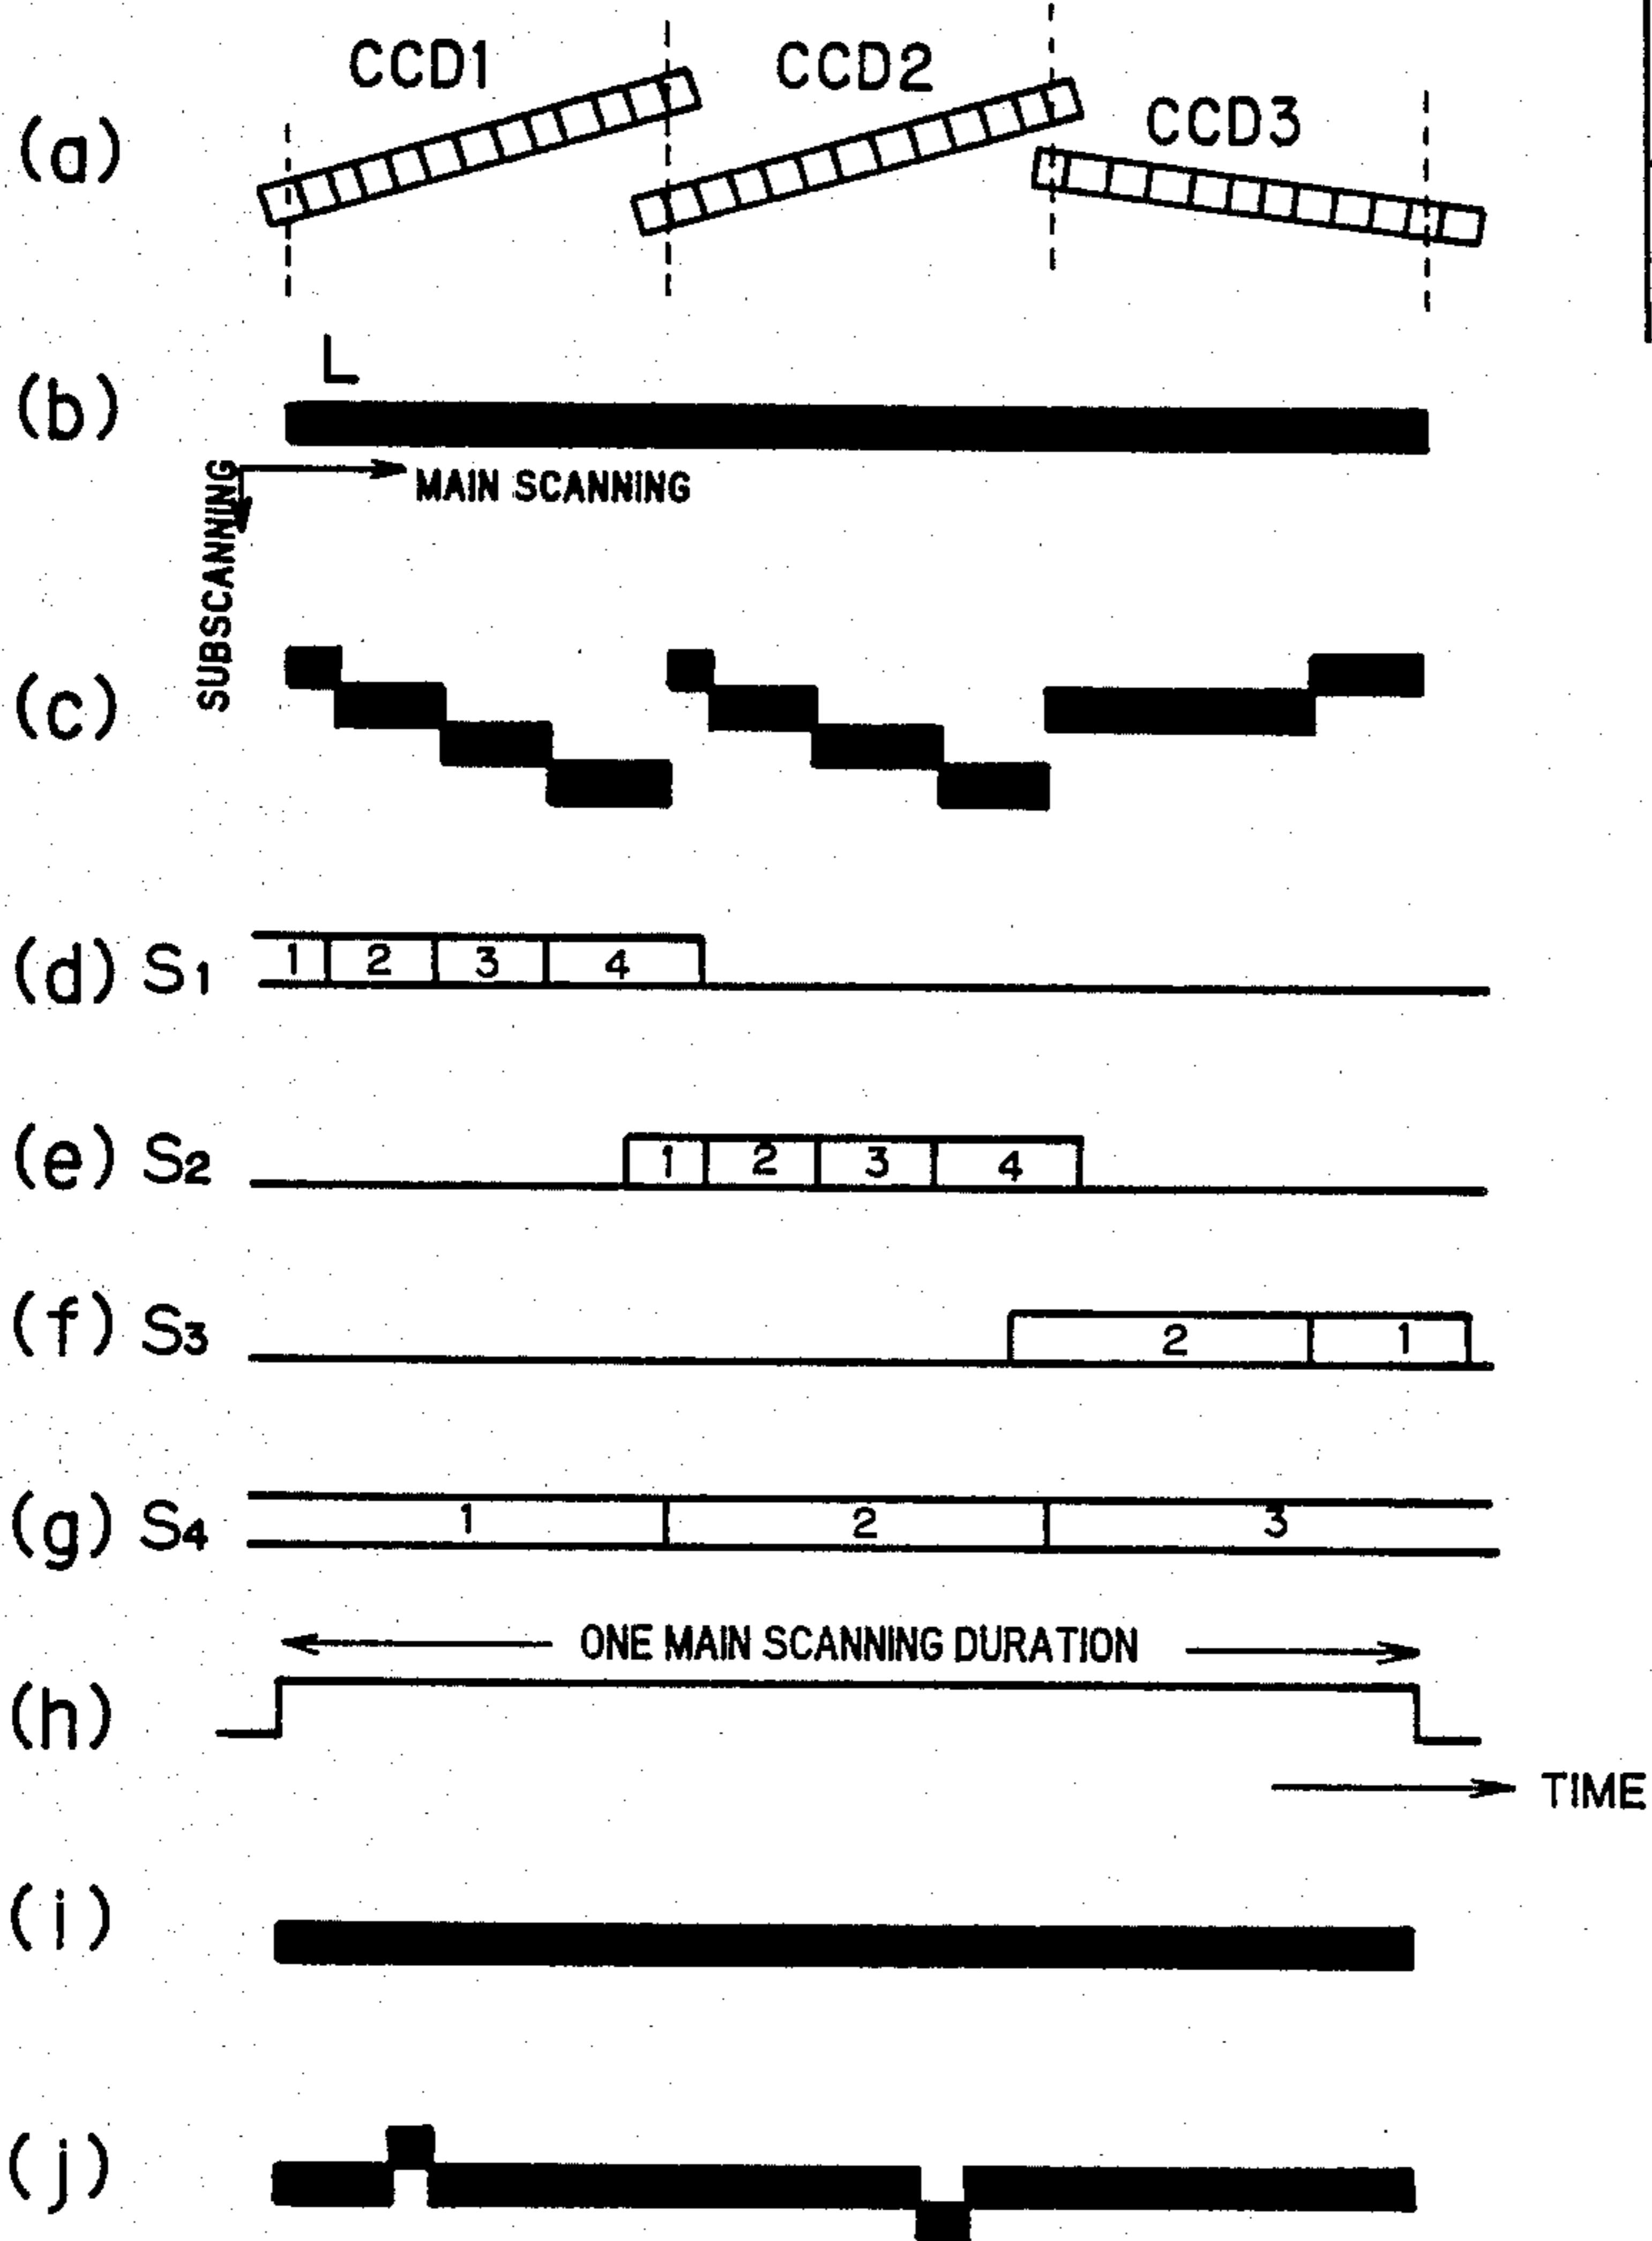 (a) CCD1 CCD2 CCD3
(b) L
MAIN SCANNING
SUBSCANNING
(c)
(d) S1 1 2 3 4
(e) S2 1 2 3 4
(f) S3 2 1
(g) S4 1 2 3
ONE MAIN SCANNING DURATION
(h)
TIME
(i)
(j)